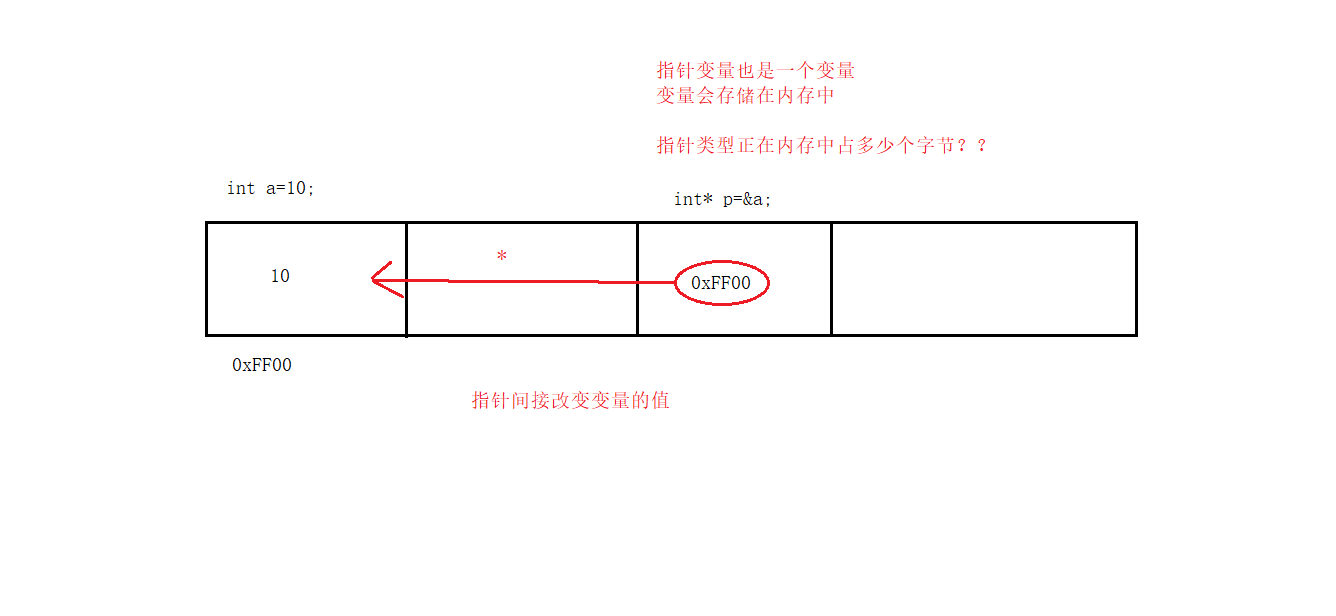 指针变量也是一个变量
变量会存储在内存中
指针类型正在内存中占多少个字节？？
int a=10;
int* p=&a;
10
*
0xFF00
0xFF00
指针间接改变变量的值